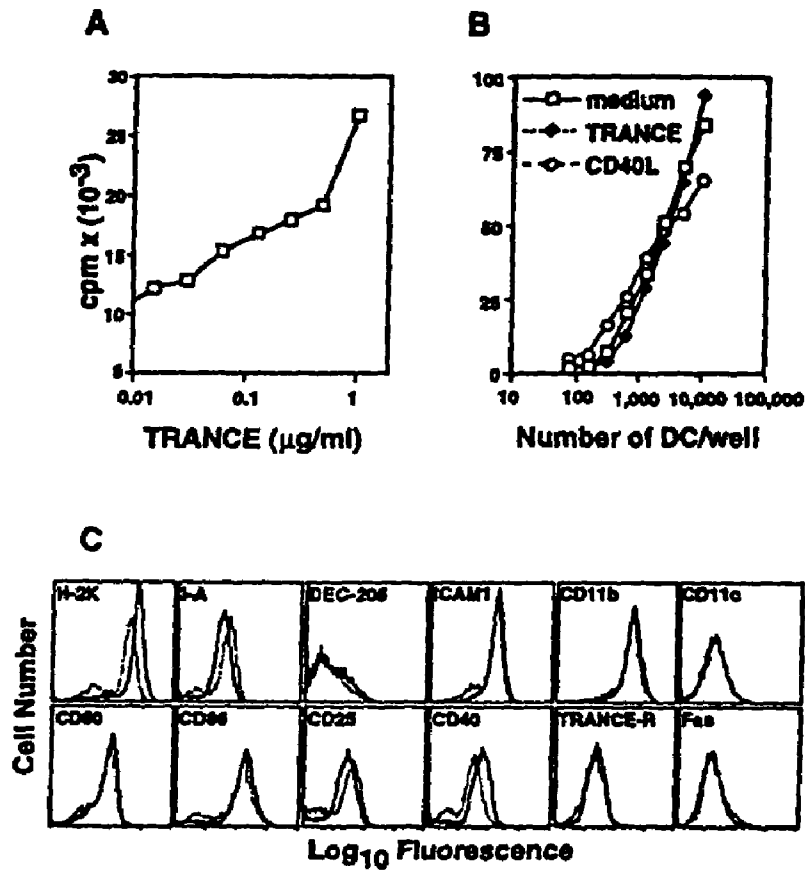 A
B
30
25
20
15
10
5
cpm x (10⁻³)
0.01
0.1
1
TRANCE (μg/ml)
100
75
50
25
0
medium
TRANCE
CD40L
10
100
1,000
10,000
100,000
Number of DC/well
C
Cell Number
H-2K
I-A
DEC-205
ICAM1
CD11b
CD11c
CD80
CD86
CD25
CD40
TRANCE-R
Fas
Log10 Fluorescence